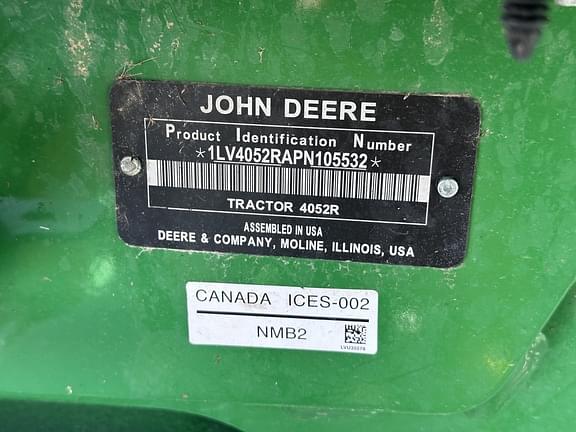 JOHN DEERE
Product Identification Number
*1LV4052RAPN105532*
TRACTOR 4052R
ASSEMBLED IN USA
DEERE & COMPANY, MOLINE, ILLINOIS, USA
CANADA ICES-002
NMB2